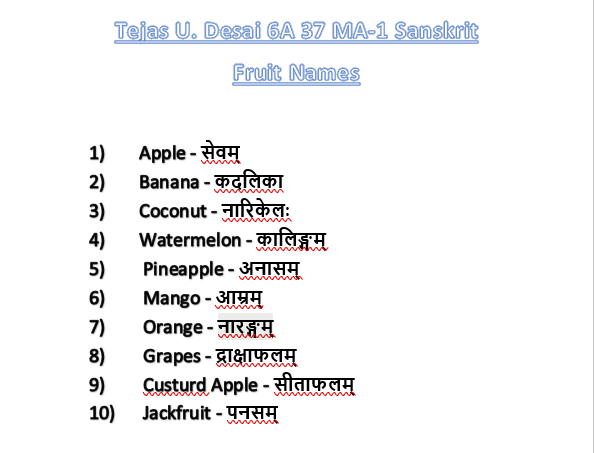 Tejas U. Desai 6A 37 MA-1 Sanskrit
Fruit Names
1) Apple - सेवम्
2) Banana - कदलिका
3) Coconut - नारिकेलः
4) Watermelon - कालिङ्गम्
5) Pineapple - अनासम्
6) Mango - आम्रम्
7) Orange - नारङ्गम्
8) Grapes - द्राक्षाफलम्
9) Custurd Apple - सीताफलम्
10) Jackfruit - पनसम्